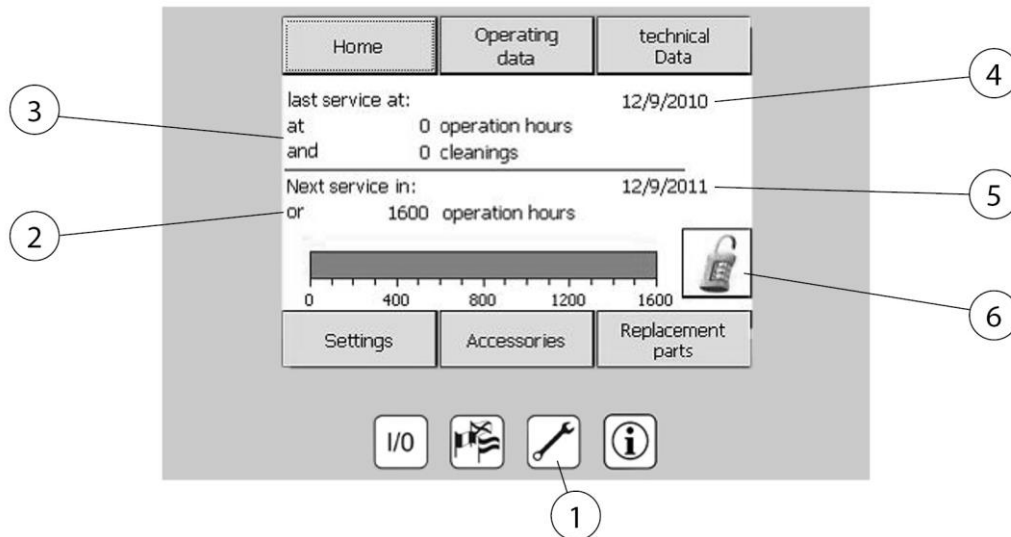 Home
Operating
data
technical
Data
last service at:
12/9/2010
at 0 operation hours
and 0 cleanings
Next service in:
12/9/2011
or 1600 operation hours
0 400 800 1200 1600
Settings
Accessories
Replacement
parts
I/0
i
1
2
3
4
5
6